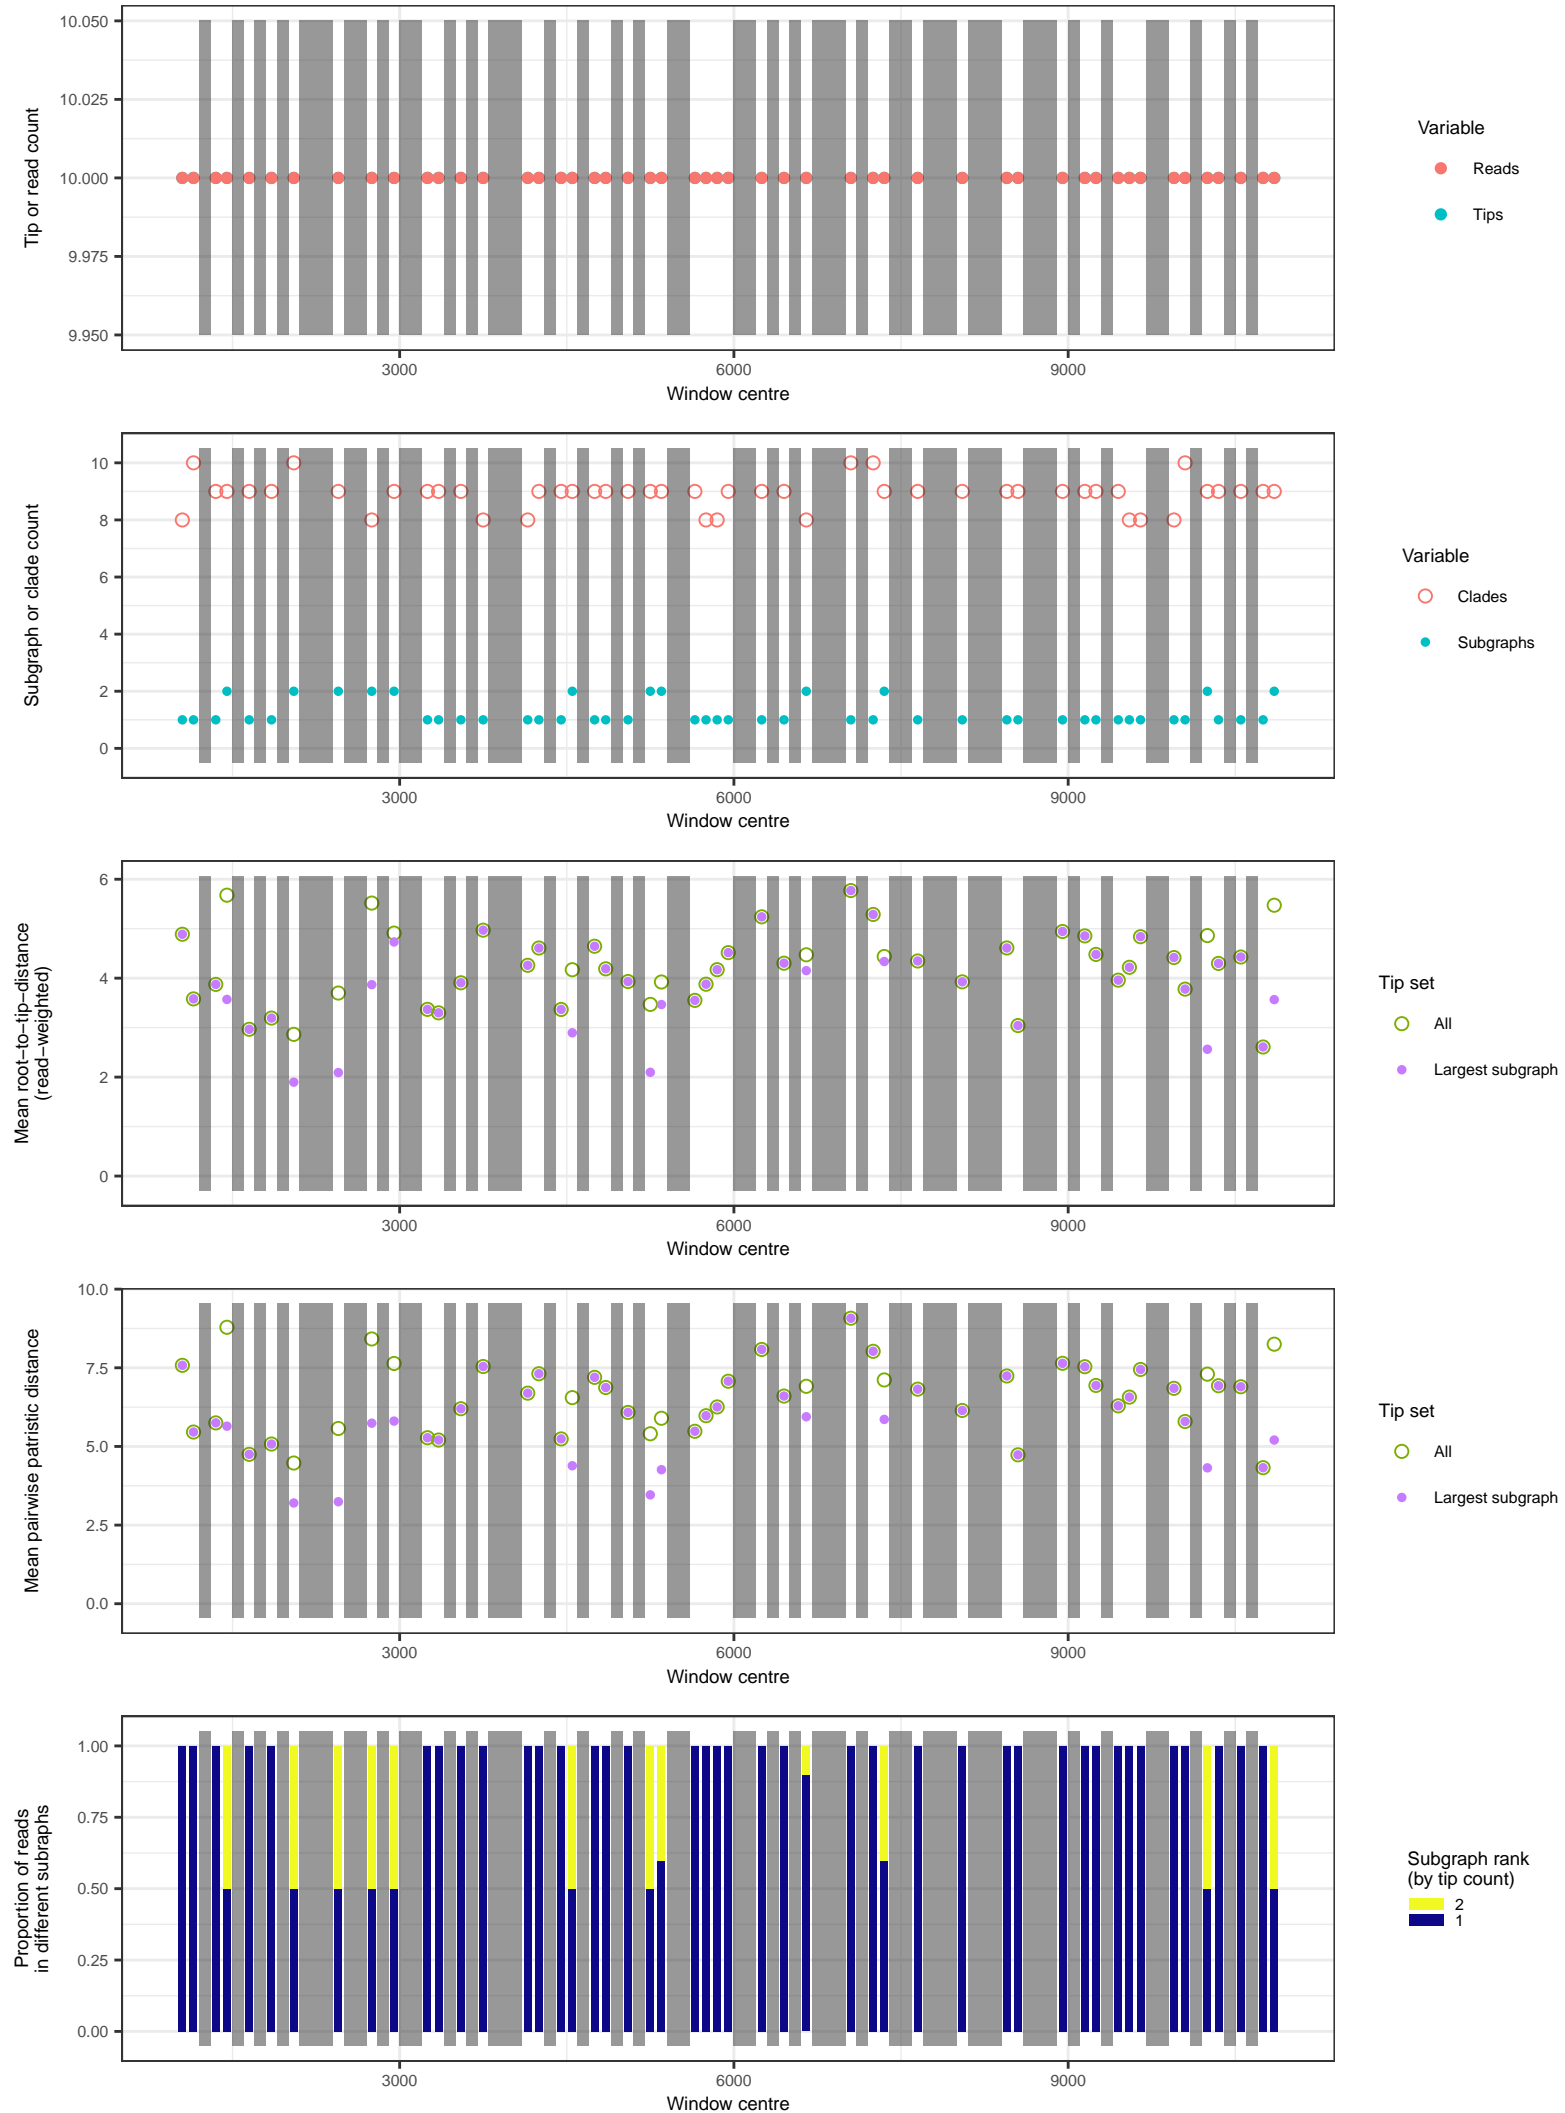 10.050
10.025
10.000
9.975
9.950
Tip or read count
3000
6000
9000
Window centre
Variable
Reads
Tips
10
8
6
4
2
0
Subgraph or clade count
3000
6000
9000
Window centre
Variable
Clades
Subgraphs
6
4
2
0
Mean root−to−tip−distance
(read−weighted)
3000
6000
9000
Window centre
Tip set
All
Largest subgraph
10.0
7.5
5.0
2.5
0.0
Mean pairwise patristic distance
3000
6000
9000
Window centre
Tip set
All
Largest subgraph
1.00
0.75
0.50
0.25
0.00
Proportion of reads
in different subraphs
3000
6000
9000
Window centre
Subgraph rank
(by tip count)
2
1